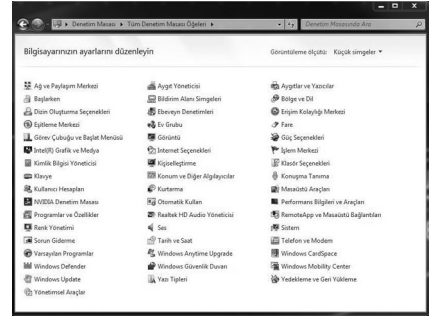 Denetim Masası ▸ Tüm Denetim Masası Öğeleri ▸
Denetim Masasında Ara
Bilgisayarınızın ayarlarını düzenleyin
Görüntüleme ölçütü: Küçük simgeler
Ağ ve Paylaşım Merkezi
Aygıt Yöneticisi
Aygıtlar ve Yazıcılar
Başlarken
Bildirim Alanı Simgeleri
Bölge ve Dil
Dizin Oluşturma Seçenekleri
Ebeveyn Denetimleri
Erişim Kolaylığı Merkezi
Eşitleme Merkezi
Ev Grubu
Fare
Görev Çubuğu ve Başlat Menüsü
Görüntü
Güç Seçenekleri
Intel(R) Grafik ve Medya
Internet Seçenekleri
İşlem Merkezi
Kimlik Bilgisi Yöneticisi
Kişiselleştirme
Klasör Seçenekleri
Klavye
Konum ve Diğer Algılayıcılar
Konuşma Tanıma
Kullanıcı Hesapları
Kurtarma
Masaüstü Araçları
NVIDIA Denetim Masası
Otomatik Kullan
Performans Bilgileri ve Araçları
Programlar ve Özellikler
Realtek HD Audio Yöneticisi
RemoteApp ve Masaüstü Bağlantıları
Renk Yönetimi
Ses
Sistem
Sorun Giderme
Tarih ve Saat
Telefon ve Modem
Varsayılan Programlar
Windows Anytime Upgrade
Windows CardSpace
Windows Defender
Windows Güvenlik Duvarı
Windows Mobility Center
Windows Update
Yazı Tipleri
Yedekleme ve Geri Yükleme
Yönetimsel Araçlar